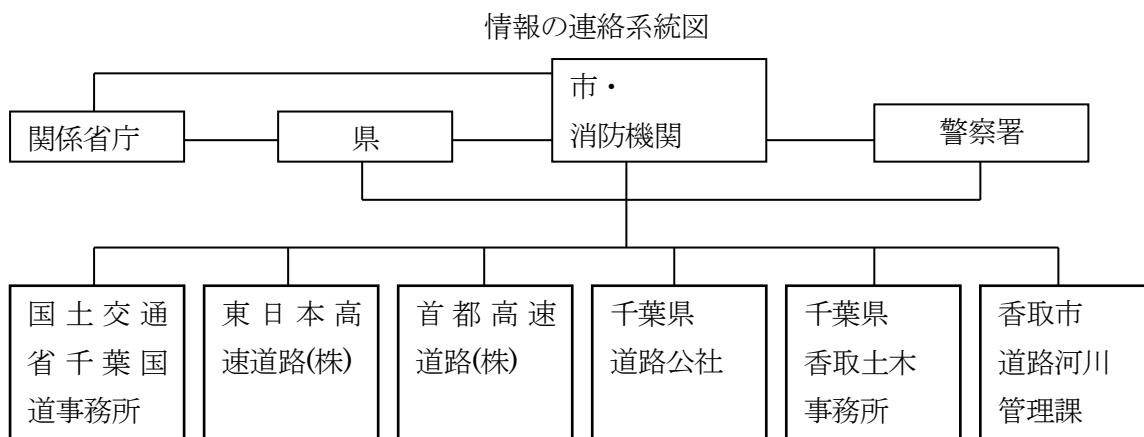 情報の連絡系統図
市・
消防機関
関係省庁
県
警察署
国土交通
省千葉国
道事務所
東日本高
速道路(株)
首都高速
道路(株)
千葉県
道路公社
千葉県
香取土木
事務所
香取市
道路河川
管理課